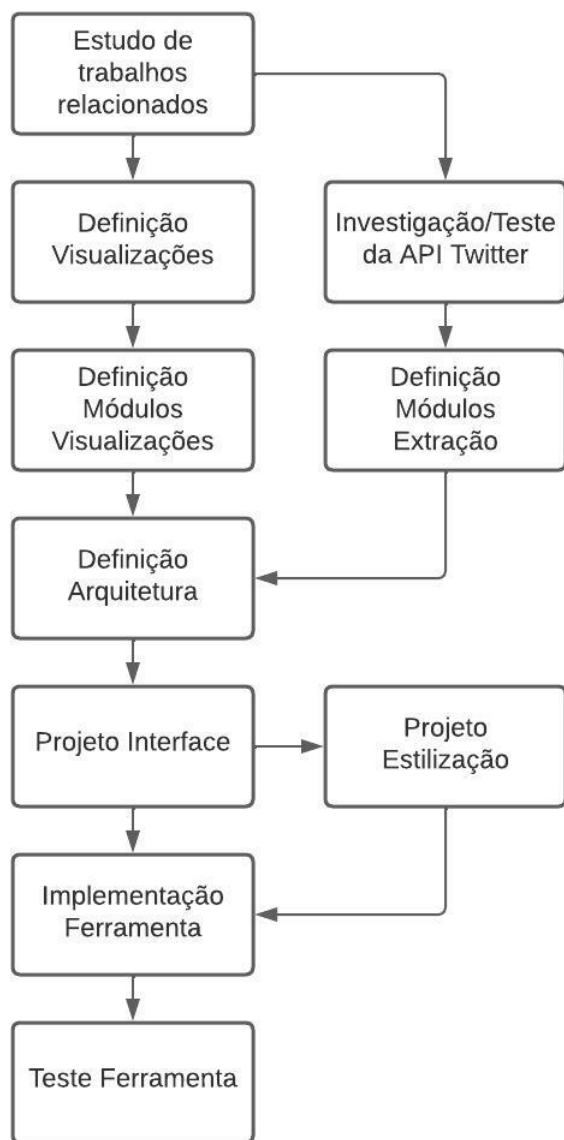 Estudo de
trabalhos
relacionados
Definição
Visualizações
Investigação/Teste
da API Twitter
Definição
Módulos
Visualizações
Definição
Módulos
Extração
Definição
Arquitetura
Projeto Interface
Projeto
Estilização
Implementação
Ferramenta
Teste Ferramenta